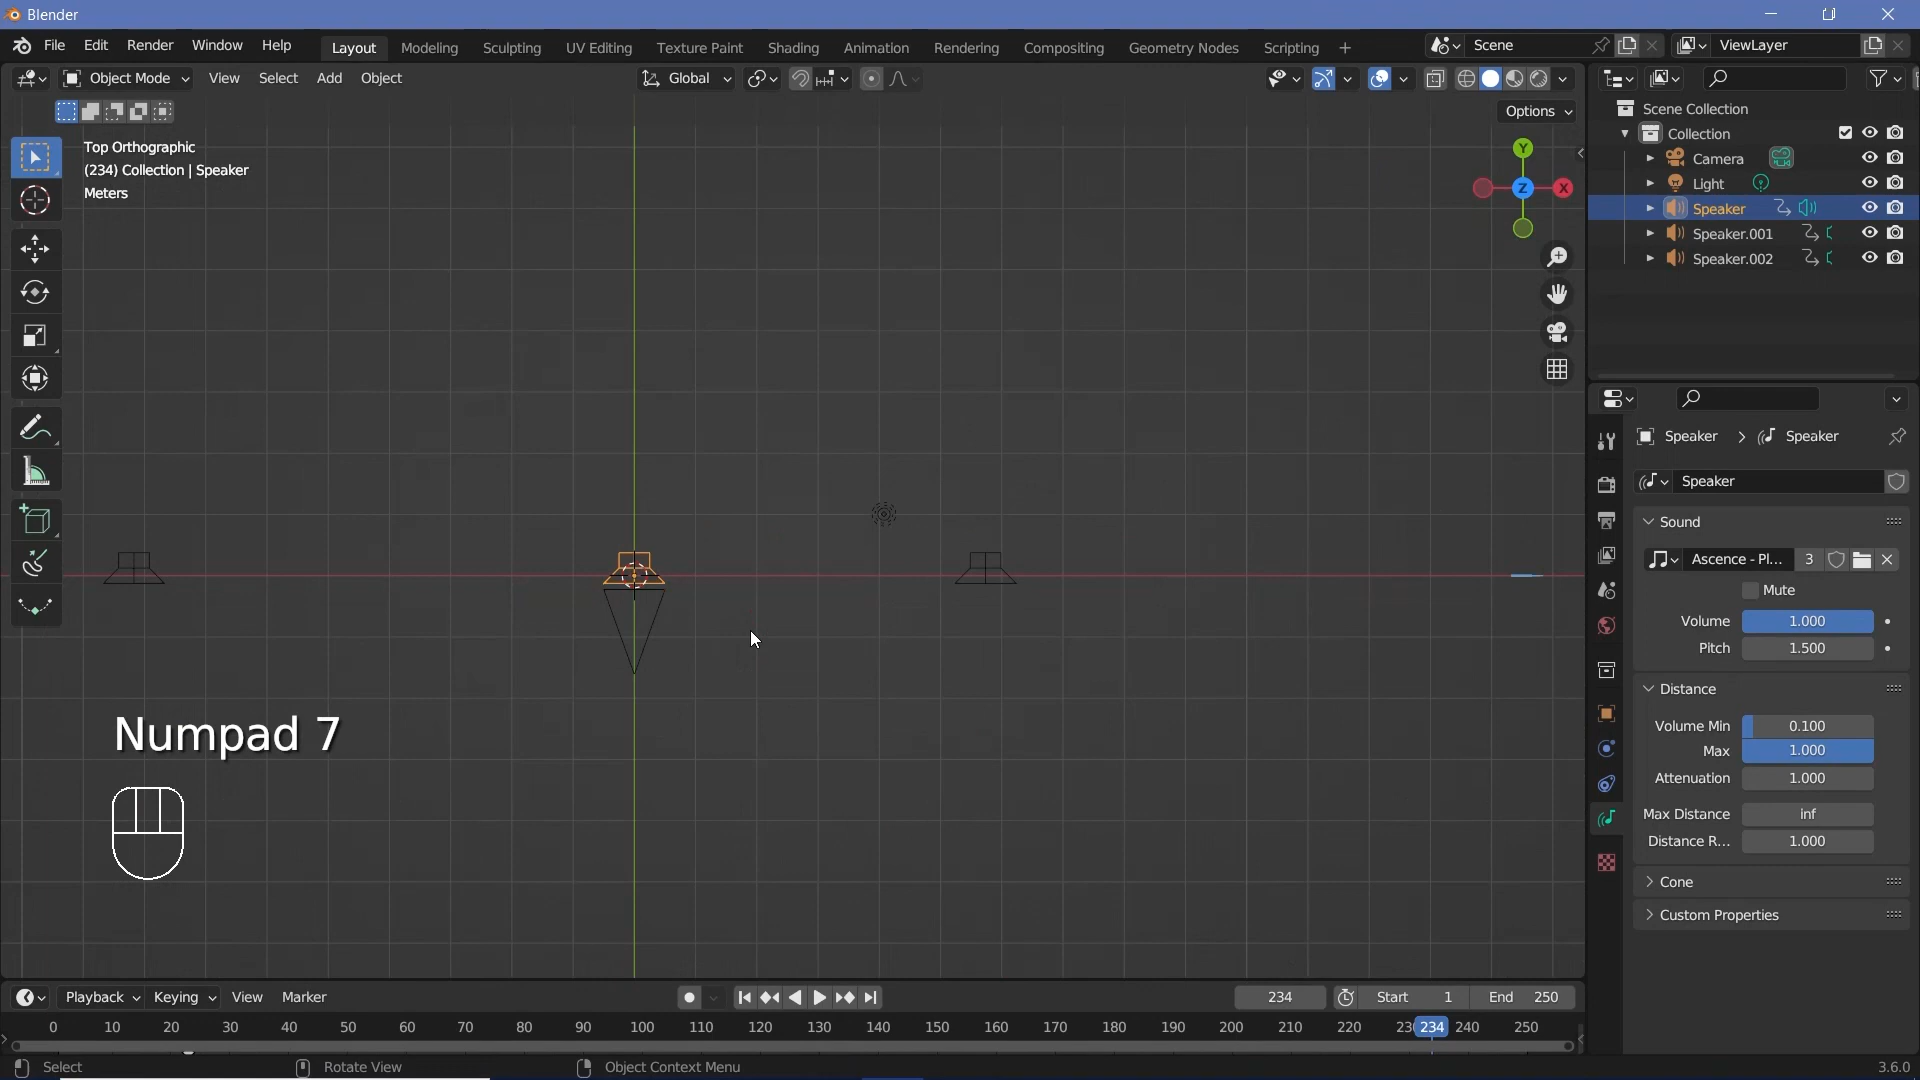 Blender
File Edit Render Window Help
Layout Modeling Sculpting UV Editing Texture Paint Shading Animation Rendering Compositing Geometry Nodes Scripting +
Scene
ViewLayer
Object Mode View Select Add Object
Global
Options
Top Orthographic
(234) Collection | Speaker
Meters
Y
Z
X
Scene Collection
Collection
Camera
Light
Speaker
Speaker.001
Speaker.002
Speaker > Speaker
Speaker
Sound
Ascence - Pl... 3
Mute
Volume 1.000
Pitch 1.500
Distance
Volume Min 0.100
Max 1.000
Attenuation 1.000
Max Distance inf
Distance R... 1.000
Cone
Custom Properties
Numpad 7
Playback Keying View Marker
234 Start 1 End 250
0 10 20 30 40 50 60 70 80 90 100 110 120 130 140 150 160 170 180 190 200 210 220 23 234 240 250
Select Rotate View Object Context Menu 3.6.0